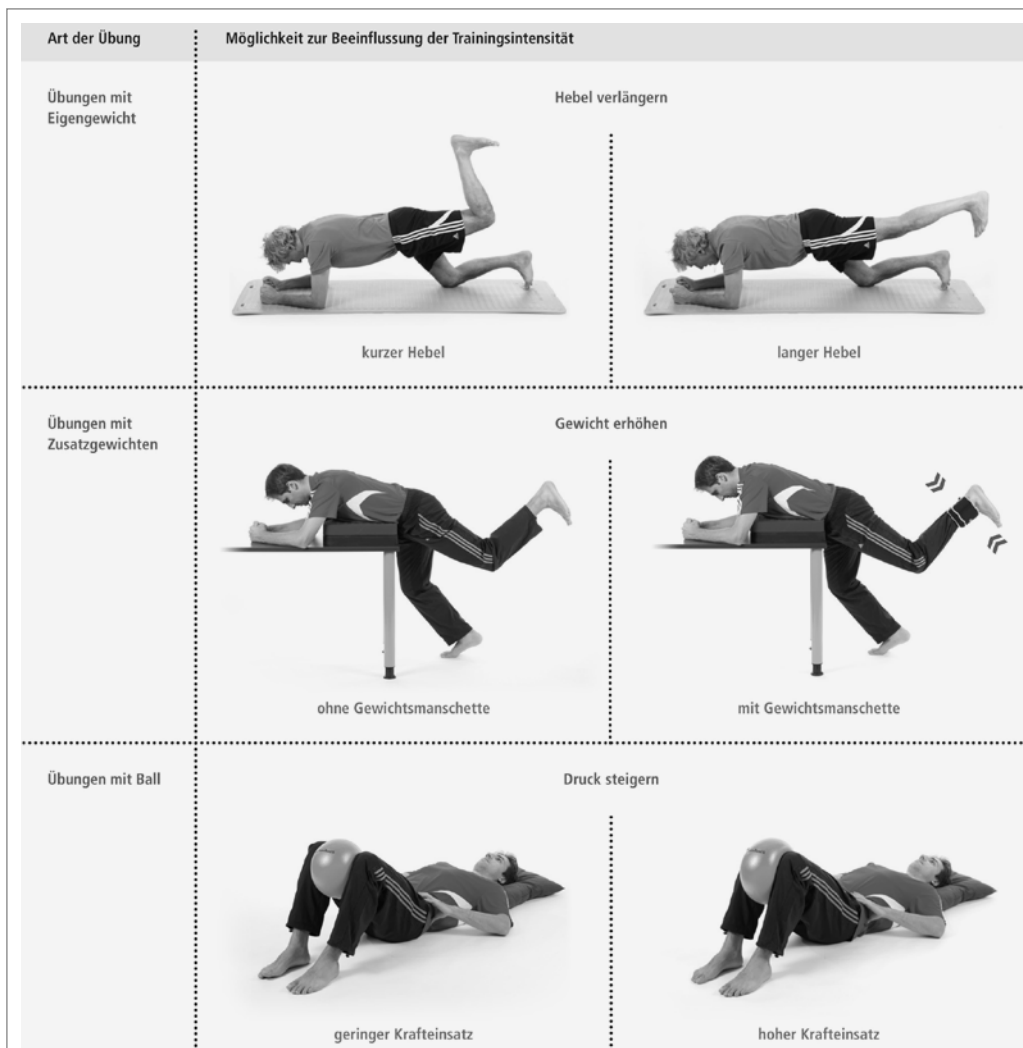 Art der Übung
Möglichkeit zur Beeinflussung der Trainingsintensität
Übungen mit
Eigengewicht
Hebel verlängern
kurzer Hebel
langer Hebel
Übungen mit
Zusatzgewichten
Gewicht erhöhen
ohne Gewichtsmanschette
mit Gewichtsmanschette
Übungen mit Ball
Druck steigern
geringer Krafteinsatz
hoher Krafteinsatz